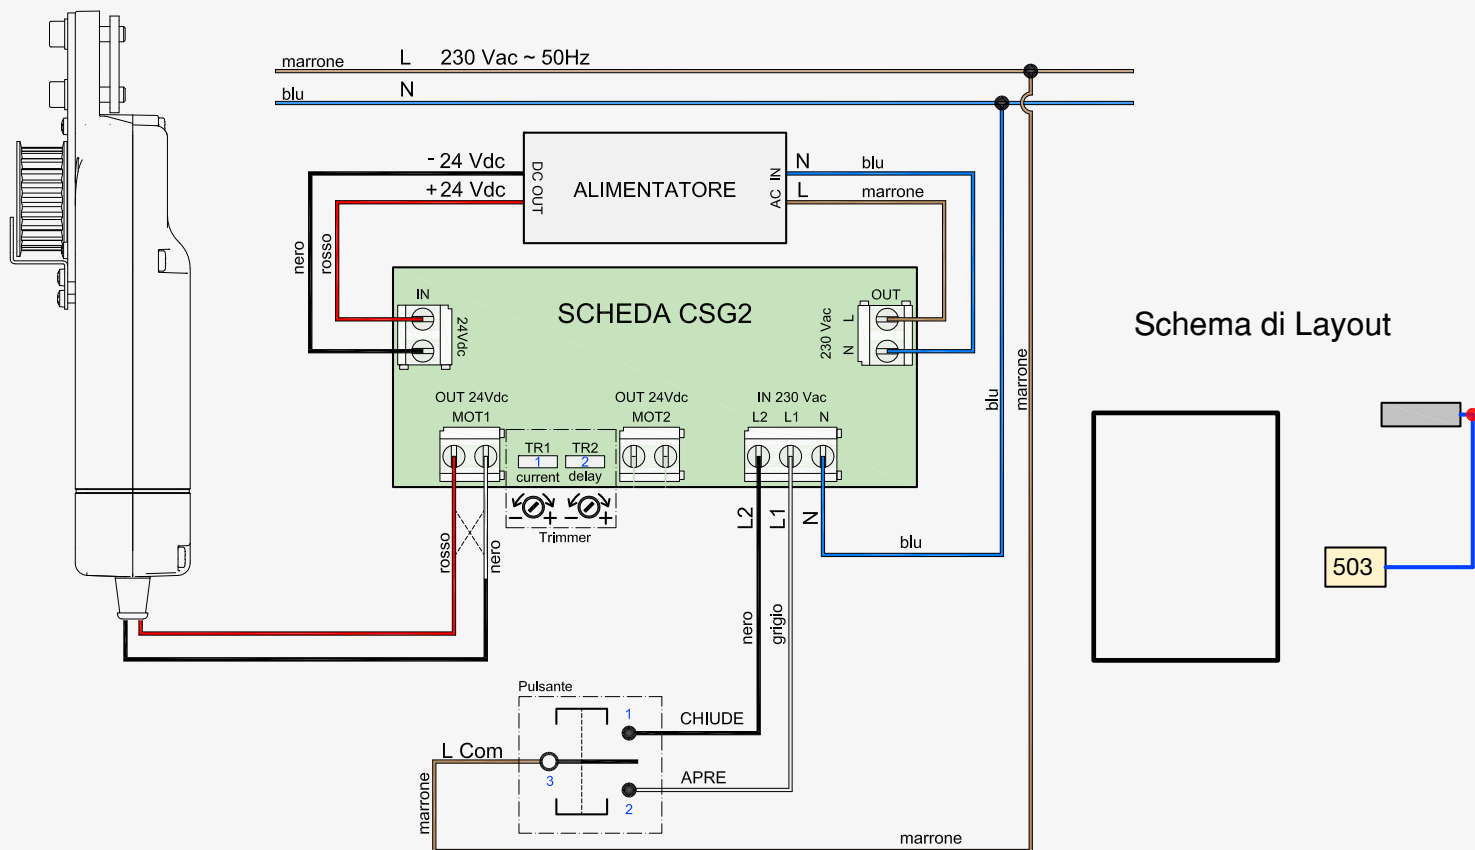 marrone L 230 Vac ~ 50Hz
blu N
- 24 Vdc
+ 24 Vdc
DC OUT
ALIMENTATORE
AC IN
N blu
L marrone
nero
rosso
IN
24Vdc
SCHEDA CSG2
OUT
230 Vac
L
N
OUT 24Vdc
MOT1
TR1
1
current
TR2
2
delay
OUT 24Vdc
MOT2
IN 230 Vac
L2 L1 N
- +
- +
Trimmer
rosso
nero
L2
L1
N
blu
blu
marrone
nero
grigio
Pulsante
1
CHIUDE
L Com
3
APRE
2
marrone
marrone
Schema di Layout
503